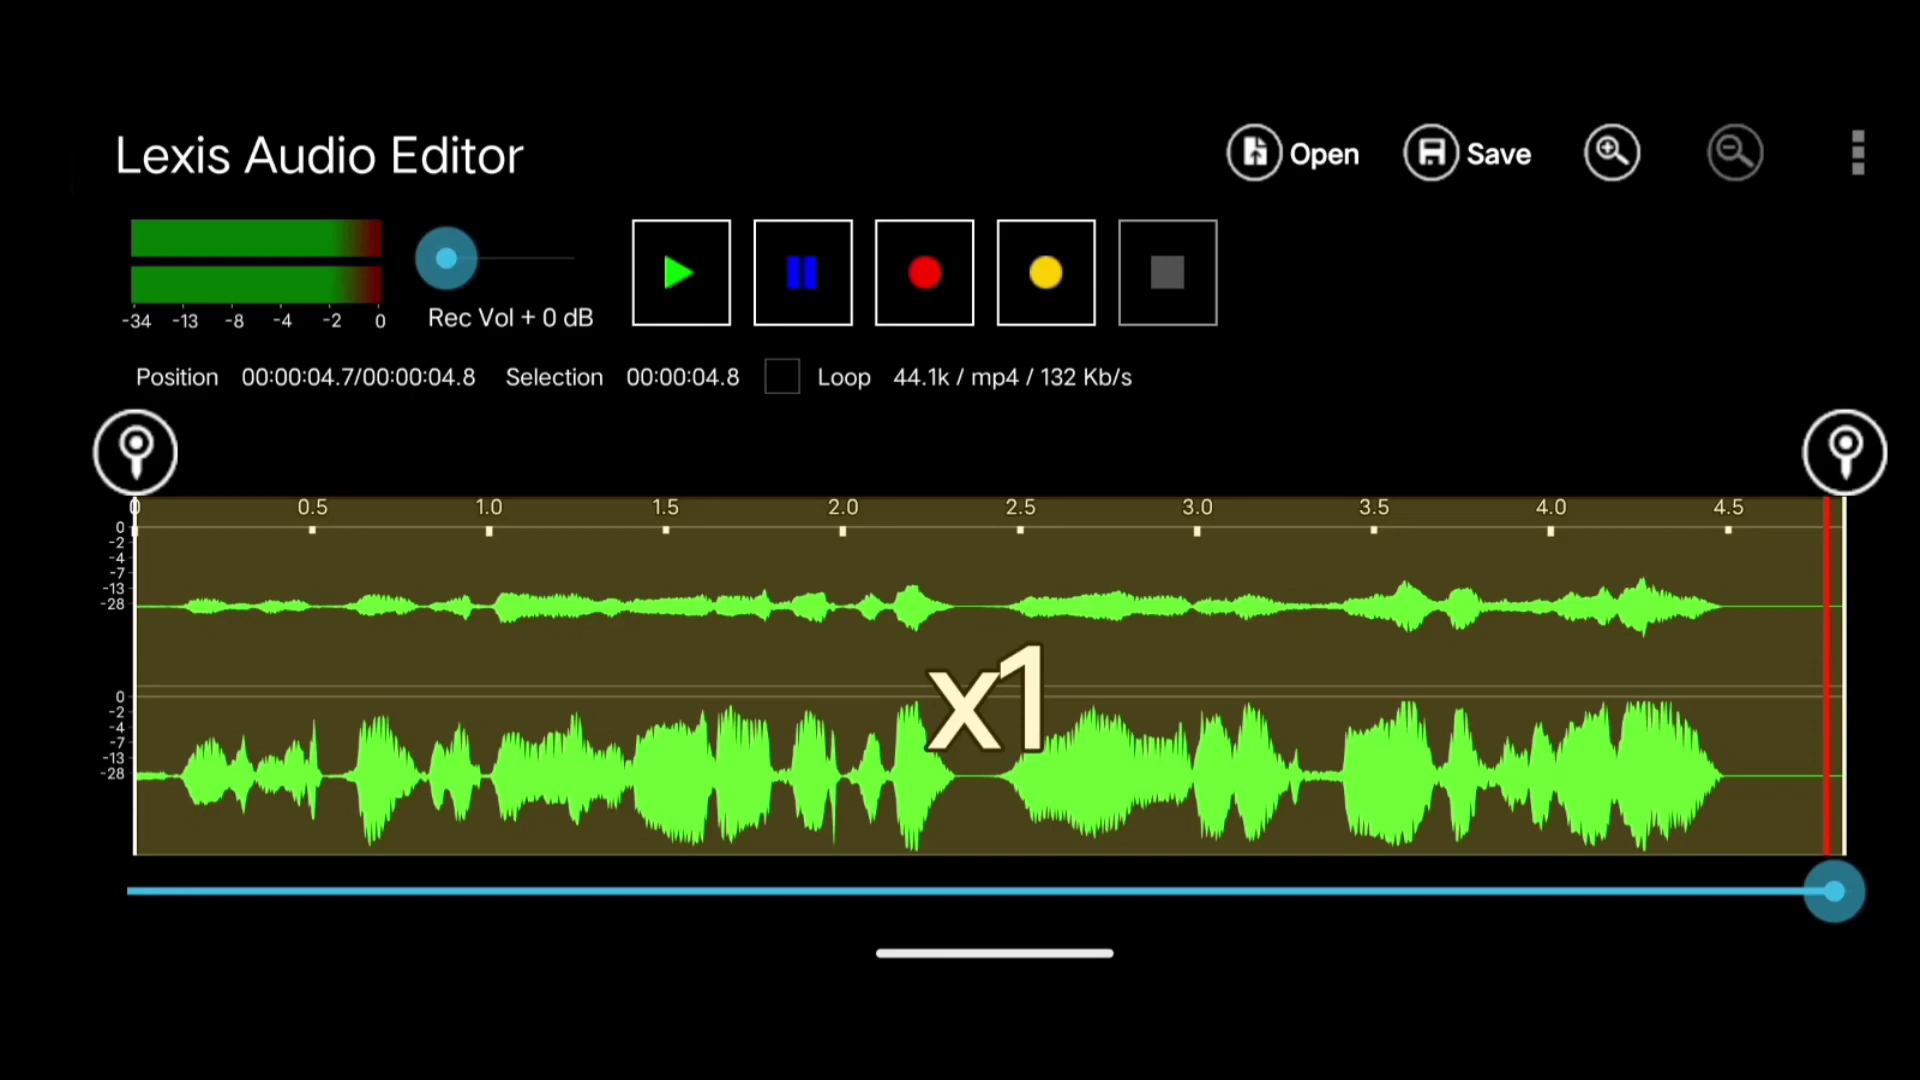 Lexis Audio Editor
Open
Save
-34 -13 -8 -4 -2 0
Rec Vol + 0 dB
Position 00:00:04.7/00:00:04.8 Selection 00:00:04.8 Loop 44.1k / mp4 / 132 Kb/s
0 0.5 1.0 1.5 2.0 2.5 3.0 3.5 4.0 4.5
0
-2
-4
-7
-13
-28
x1
0
-2
-4
-7
-13
-28